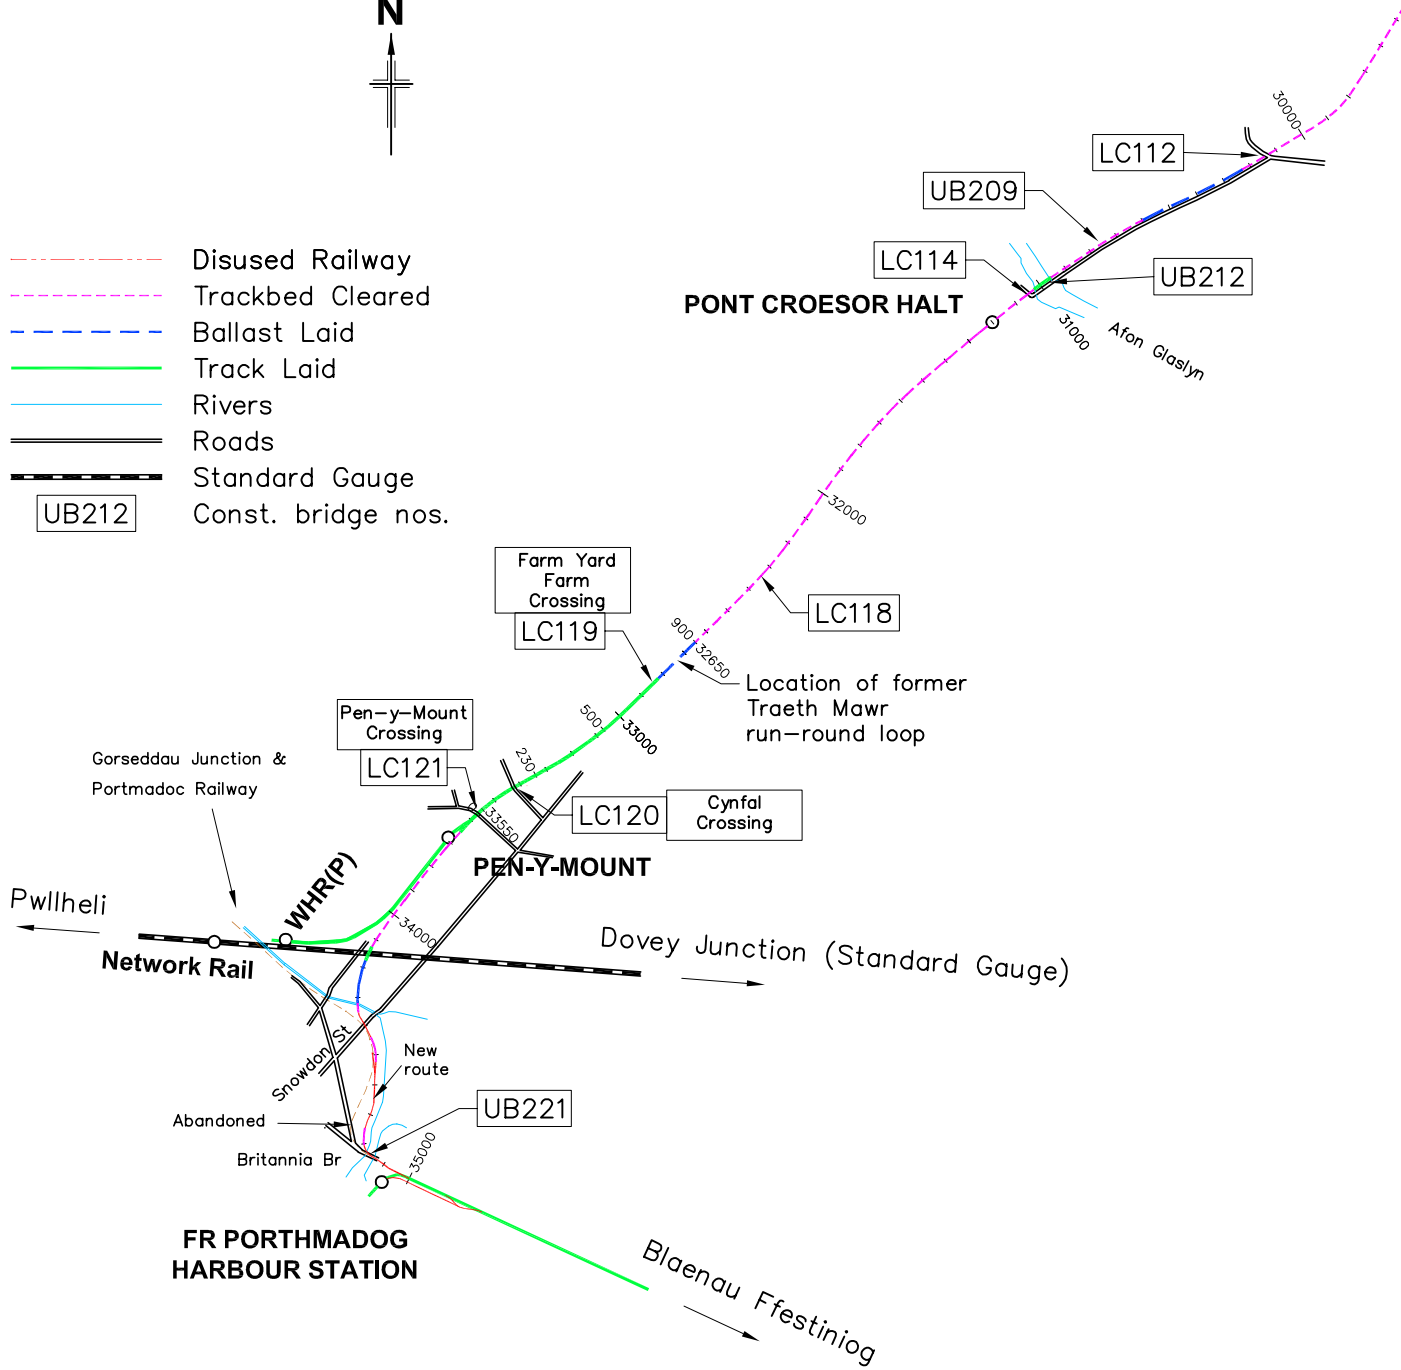 N
30000
LC112
UB209
LC114
UB212
PONT CROESOR HALT
31000
Afon Glaslyn
Disused Railway
Trackbed Cleared
Ballast Laid
Track Laid
Rivers
Roads
Standard Gauge
UB212
Const. bridge nos.
32000
Farm Yard
Farm
Crossing
LC119
LC118
900
32650
Location of former
Traeth Mawr
run-round loop
500
33000
Pen-y-Mount
Crossing
LC121
230
Gorseddau Junction &
Portmadoc Railway
LC120
Cynfal
Crossing
33550
PEN-Y-MOUNT
WHR(P)
Pwllheli
34000
Network Rail
Dovey Junction (Standard Gauge)
Snowdon St
New
route
UB221
Abandoned
Britannia Br
35000
FR PORTHMADOG
HARBOUR STATION
Blaenau Ffestiniog